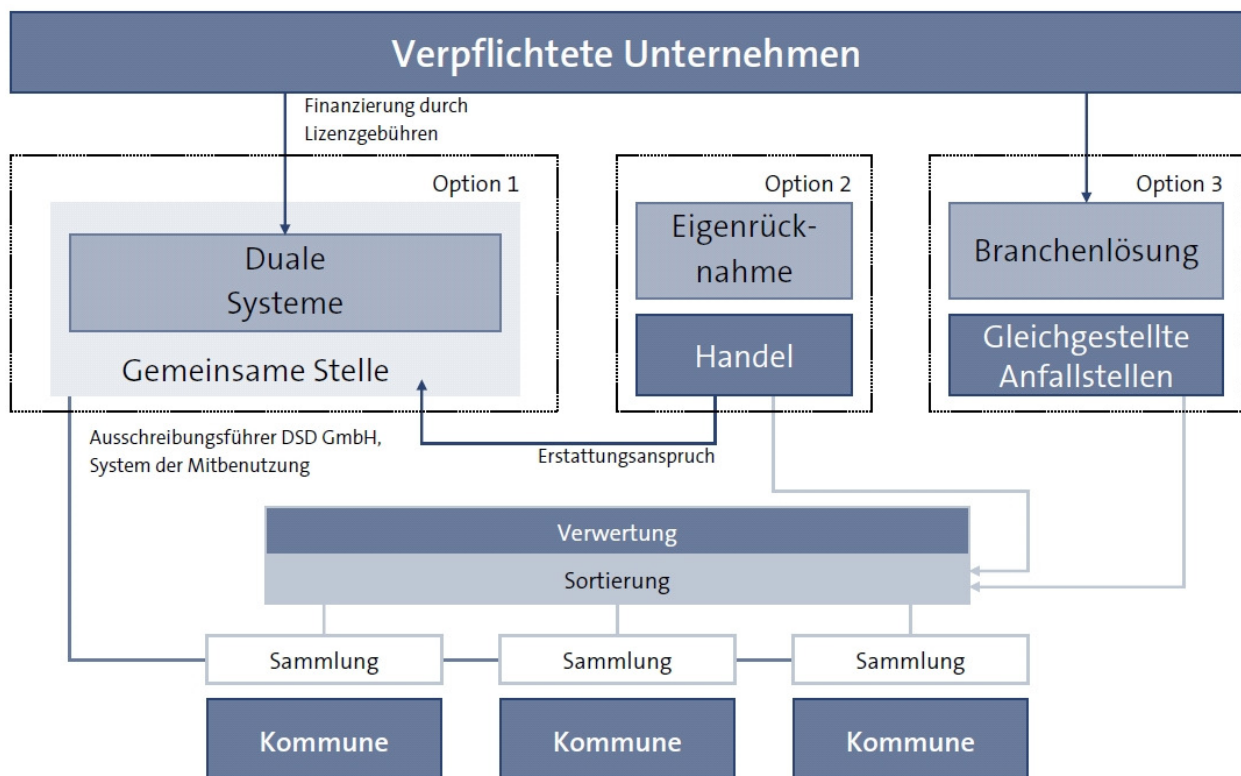 Verpflichtete Unternehmen
Finanzierung durch
Lizenzgebühren
Option 1
Duale
Systeme
Gemeinsame Stelle
Option 2
Eigenrück-
nahme
Handel
Option 3
Branchenlösung
Gleichgestellte
Anfallstellen
Ausschreibungsführer DSD GmbH,
System der Mitbenutzung
Erstattungsanspruch
Verwertung
Sortierung
Sammlung
Sammlung
Sammlung
Kommune
Kommune
Kommune